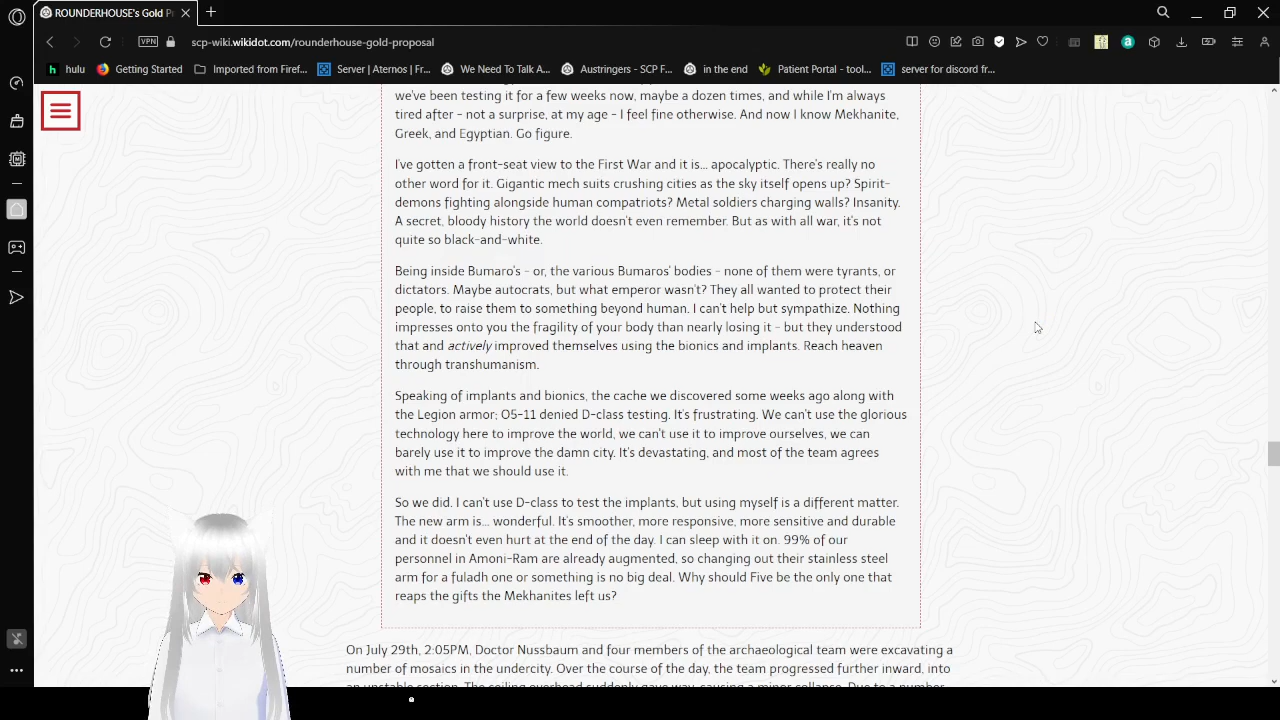 ROUNDERHOUSE's Gold P
VPN
scp-wiki.wikidot.com/rounderhouse-gold-proposal
hulu
Getting Started
Imported from Firef...
Server | Aternos | Fr...
We Need To Talk A...
Austringers - SCP F...
in the end
Patient Portal - tool...
server for discord fr...
we've been testing it for a few weeks now, maybe a dozen times, and while I'm always
tired after - not a surprise, at my age - I feel fine otherwise. And now I know Mekhanite,
Greek, and Egyptian. Go figure.
I've gotten a front-seat view to the First War and it is… apocalyptic. There's really no
other word for it. Gigantic mech suits crushing cities as the sky itself opens up? Spirit-
demons fighting alongside human compatriots? Metal soldiers charging walls? Insanity.
A secret, bloody history the world doesn't even remember. But as with all war, it's not
quite so black-and-white.
Being inside Bumaro's - or, the various Bumaros' bodies - none of them were tyrants, or
dictators. Maybe autocrats, but what emperor wasn't? They all wanted to protect their
people, to raise them to something beyond human. I can't help but sympathize. Nothing
impresses onto you the fragility of your body than nearly losing it - but they understood
that and actively improved themselves using the bionics and implants. Reach heaven
through transhumanism.
Speaking of implants and bionics, the cache we discovered some weeks ago along with
the Legion armor; O5-11 denied D-class testing. It's frustrating. We can't use the glorious
technology here to improve the world, we can't use it to improve ourselves, we can
barely use it to improve the damn city. It's devastating, and most of the team agrees
with me that we should use it.
So we did. I can't use D-class to test the implants, but using myself is a different matter.
The new arm is… wonderful. It's smoother, more responsive, more sensitive and durable
and it doesn't even hurt at the end of the day. I can sleep with it on. 99% of our
personnel in Amoni-Ram are already augmented, so changing out their stainless steel
arm for a fuladh one or something is no big deal. Why should Five be the only one that
reaps the gifts the Mekhanites left us?
On July 29th, 2:05PM, Doctor Nussbaum and four members of the archaeological team were excavating a
number of mosaics in the undercity. Over the course of the day, the team progressed further inward, into
an unstable section. The ceiling overhead suddenly gave way, causing a minor collapse. Due to a number